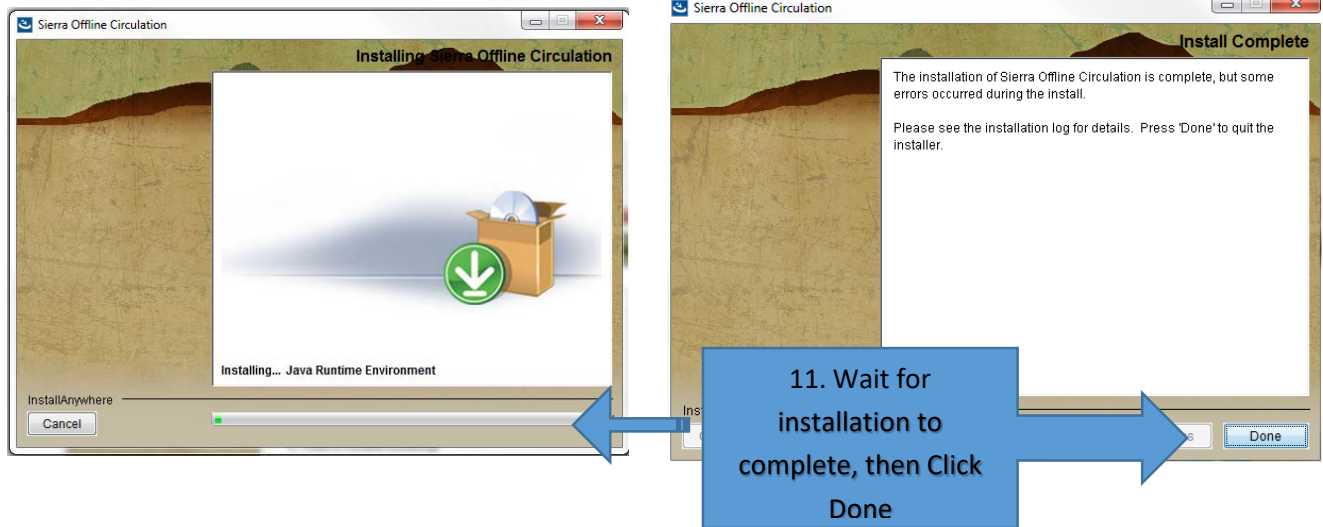 Sierra Offline Circulation
Installing Sierra Offline Circulation
Installing... Java Runtime Environment
InstallAnywhere
Cancel
Sierra Offline Circulation
Install Complete
The installation of Sierra Offline Circulation is complete, but some
errors occurred during the install.
Please see the installation log for details. Press 'Done' to quit the
installer.
Done
11. Wait for
installation to
complete, then Click
Done